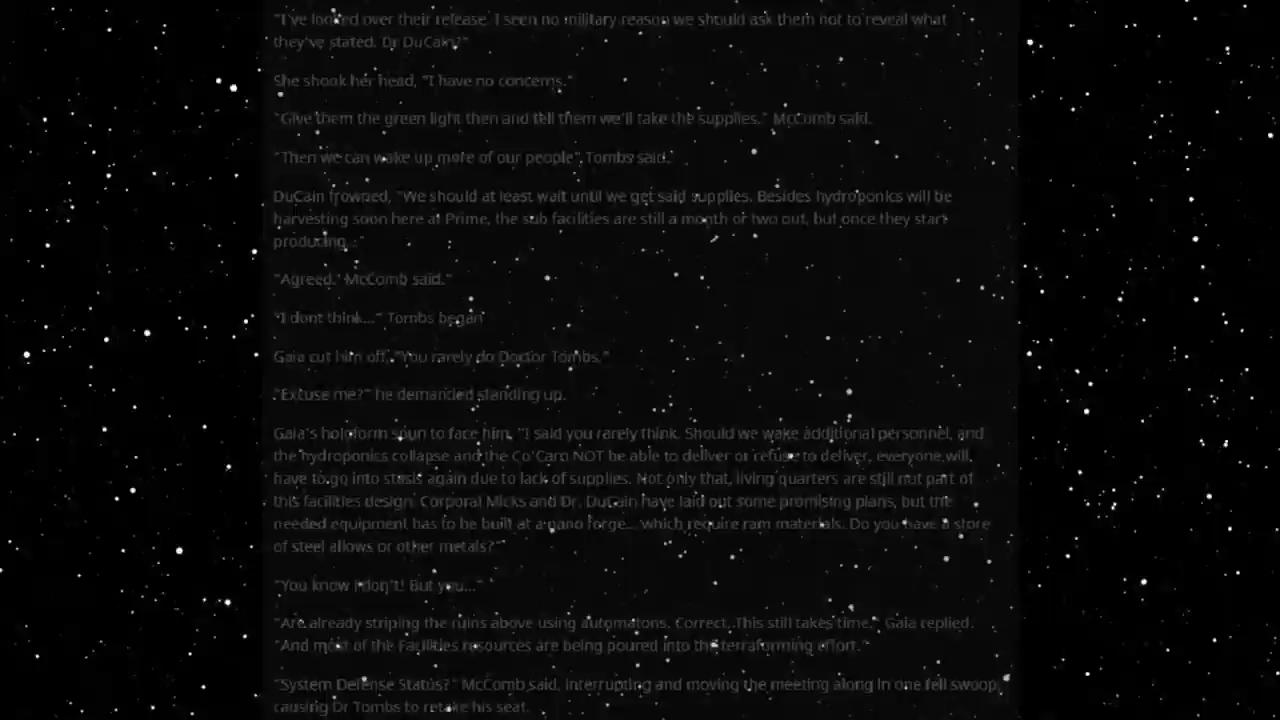 "I've looked over their release. I seen no military reason we should ask them not to reveal what
they've stated. Dr DuCain?"
She shook her head, "I have no concerns."
"Give them the green light then and tell them we'll take the supplies." McComb said.
"Then we can wake up more of our people", Tombs said."
DuCain frowned, "We should at least wait until we get said supplies. Besides hydroponics will be
harvesting soon here at Prime, the sub facilities are still a month or two out, but once they start
producing..."
"Agreed." McComb said."
"I dont think...." Tombs began
Gaia cut him off, "You rarely do Doctor Tombs."
"Excuse me?" he demanded standing up.
Gaia's holoform spun to face him, "I said you rarely think. Should we wake additional personnel, and
the hydroponics collapse and the Co'Caro NOT be able to deliver or refuse to deliver, everyone will
have to go into stasis again due to lack of supplies. Not only that, living quarters are still not part of
this facilities design. Corporal Micks and Dr. DuCain have laid out some promising plans, but the
needed equipment has to be built at a nano forge... which require ram materials. Do you have a store
of steel allows or other metals?"
"You know I don't! But you..."
"Are already striping the ruins above using automatons. Correct. This still takes time." Gaia replied.
"And most of the Facilities resources are being poured into the terraforming effort."
"System Defense Status?" McComb said, interrupting and moving the meeting along in one fell swoop,
causing Dr Tombs to retake his seat.